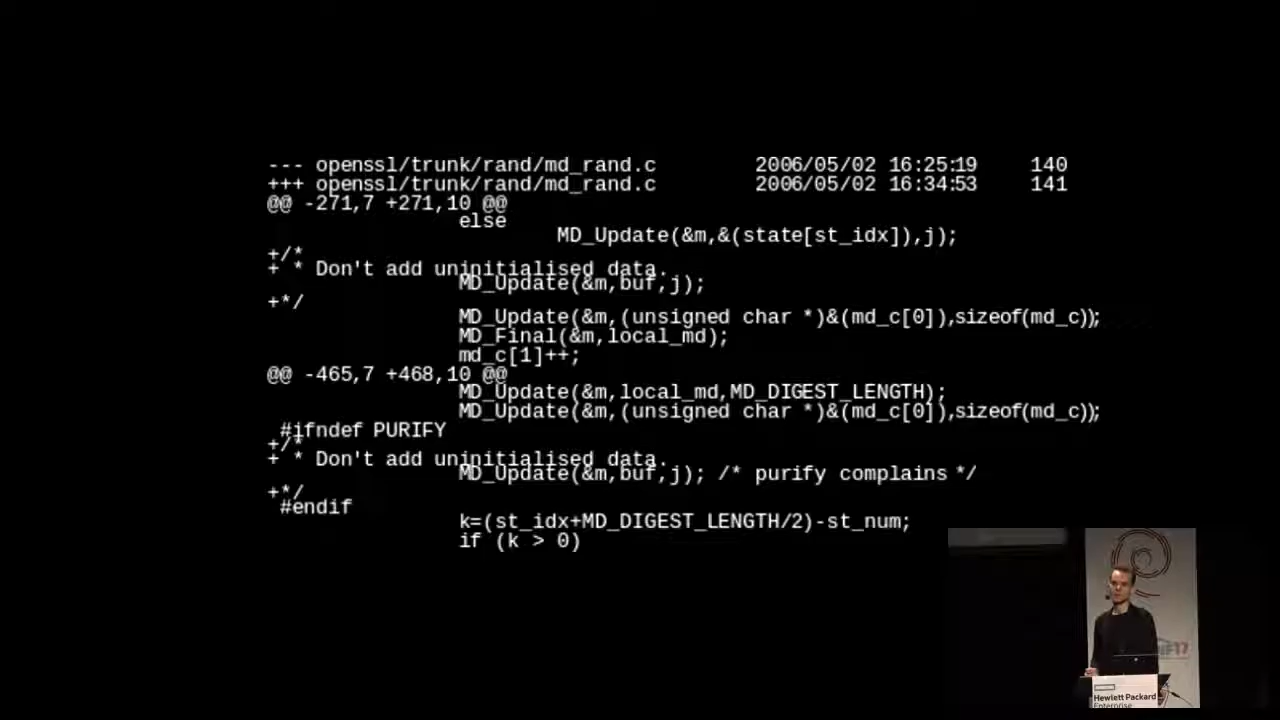 --- openssl/trunk/rand/md_rand.c 2006/05/02 16:25:19 140
+++ openssl/trunk/rand/md_rand.c 2006/05/02 16:34:53 141
@@ -271,7 +271,10 @@
else
MD_Update(&m,&(state[st_idx]),j);
+/*
+ * Don't add uninitialised data.
MD_Update(&m,buf,j);
+*/
MD_Update(&m,(unsigned char *)&(md_c[0]),sizeof(md_c));
MD_Final(&m,local_md);
md_c[1]++;
@@ -465,7 +468,10 @@
MD_Update(&m,local_md,MD_DIGEST_LENGTH);
MD_Update(&m,(unsigned char *)&(md_c[0]),sizeof(md_c));
#ifndef PURIFY
+/*
+ * Don't add uninitialised data.
MD_Update(&m,buf,j); /* purify complains */
+*/
#endif
k=(st_idx+MD_DIGEST_LENGTH/2)-st_num;
if (k > 0)
Hewlett Packard
Enterprise